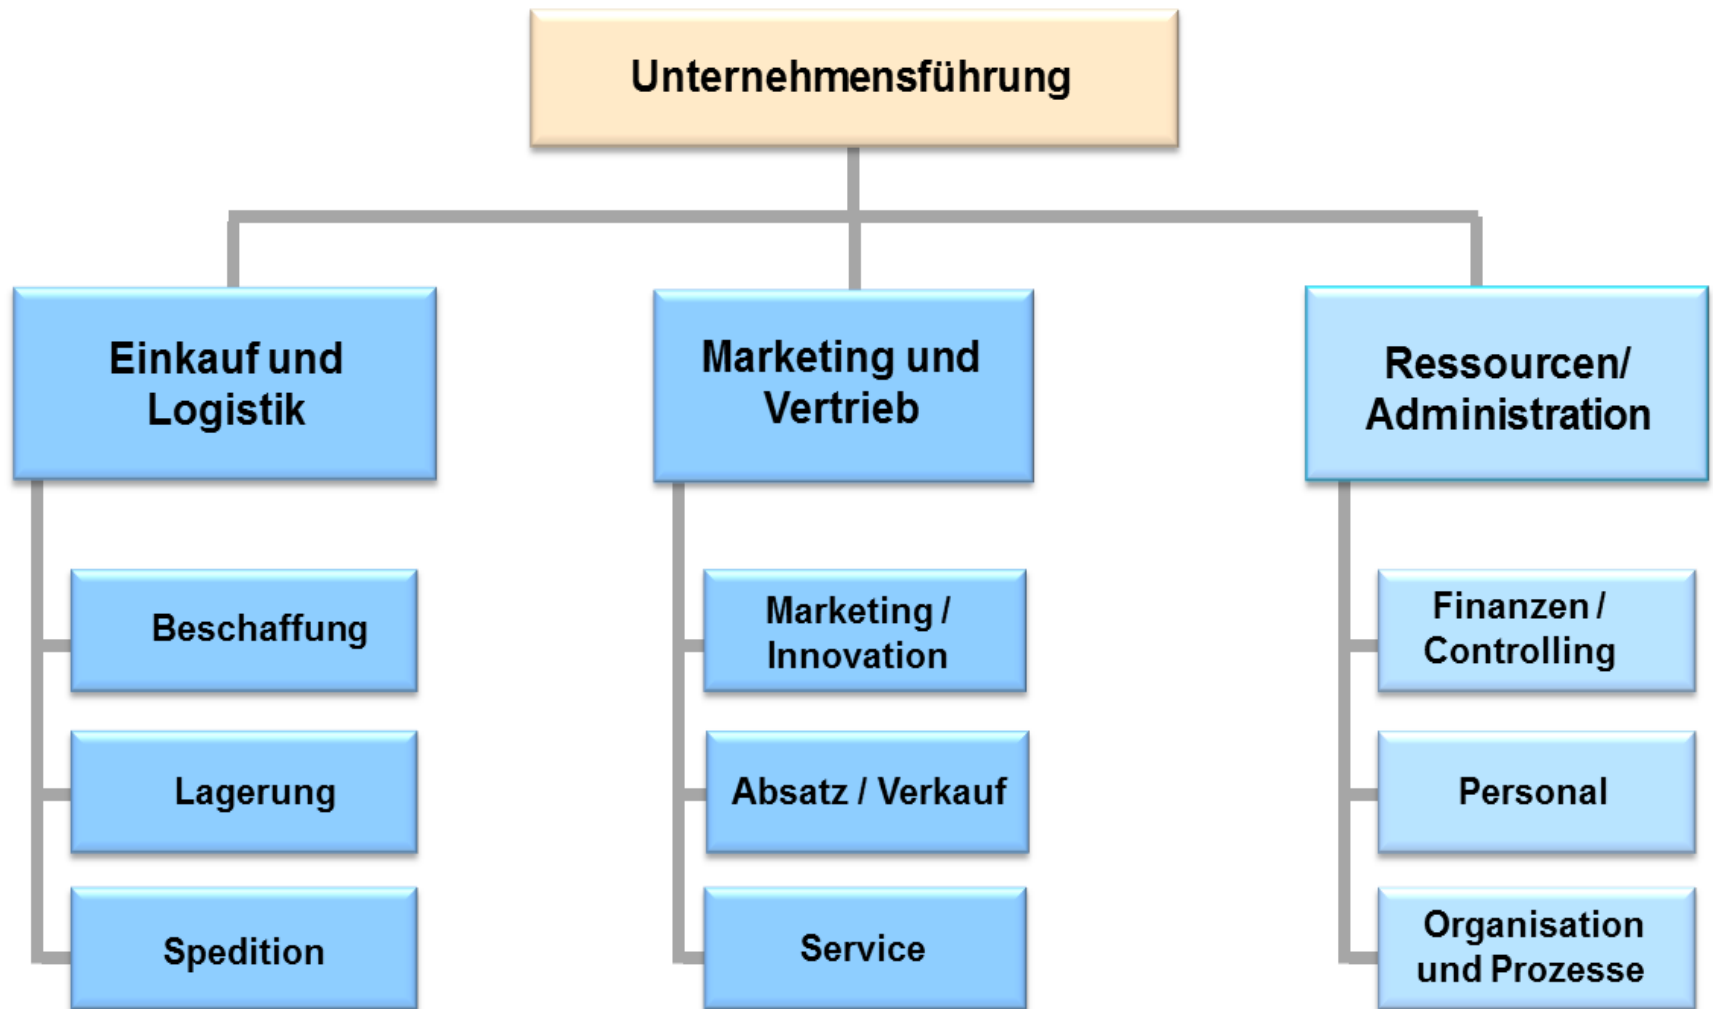 Unternehmensführung
Einkauf und
Logistik
Marketing und
Vertrieb
Ressourcen/
Administration
Beschaffung
Marketing /
Innovation
Finanzen /
Controlling
Lagerung
Absatz / Verkauf
Personal
Spedition
Service
Organisation
und Prozesse